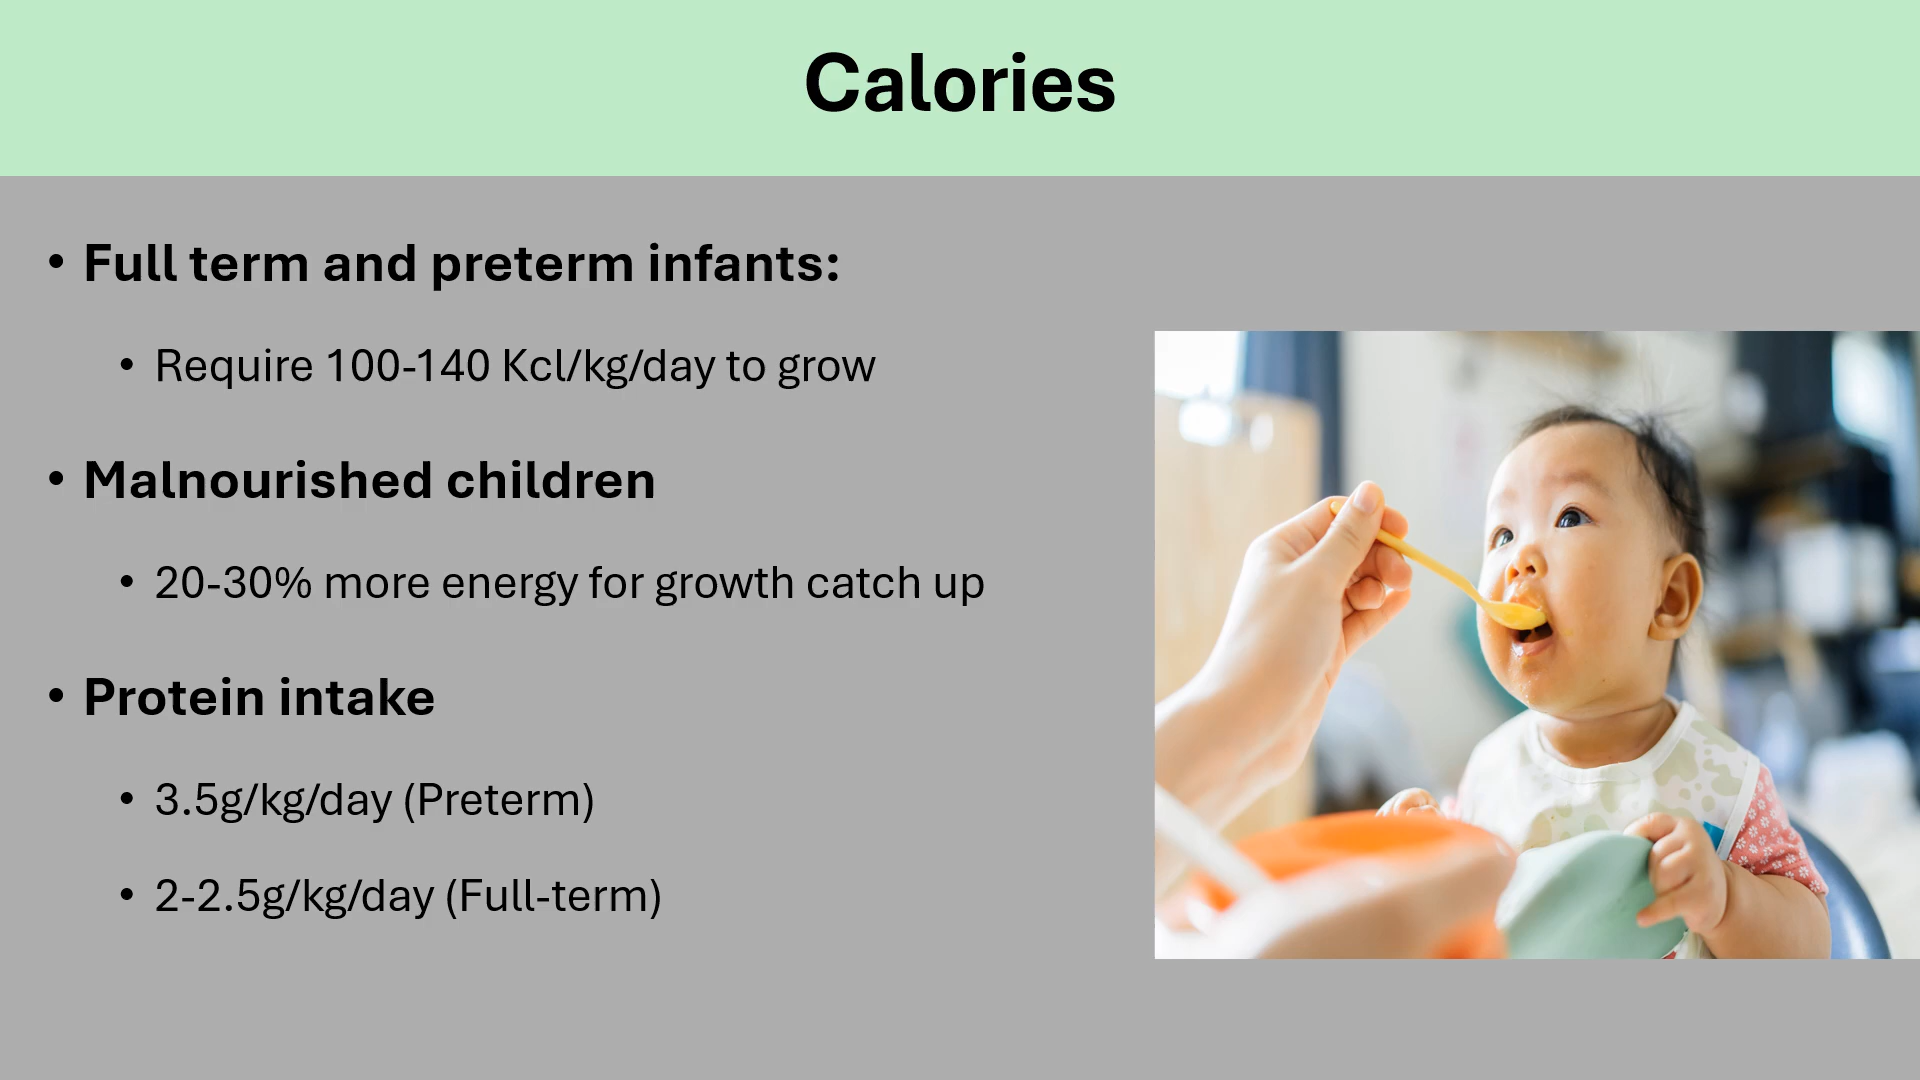 Calories
• Full term and preterm infants:
• Require 100-140 Kcl/kg/day to grow
• Malnourished children
• 20-30% more energy for growth catch up
• Protein intake
• 3.5g/kg/day (Preterm)
• 2-2.5g/kg/day (Full-term)